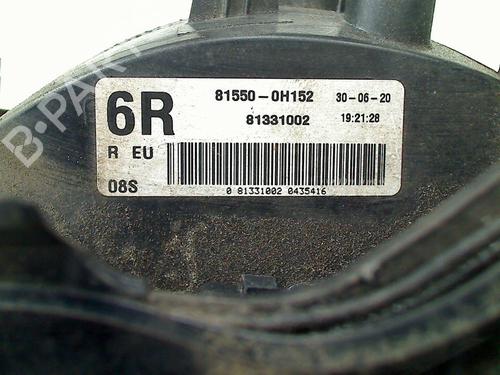 6R 81550-0H152 30-06-20
81331002 19:21:28
R EU
08S 0 81331002 0435416
B-PARTS